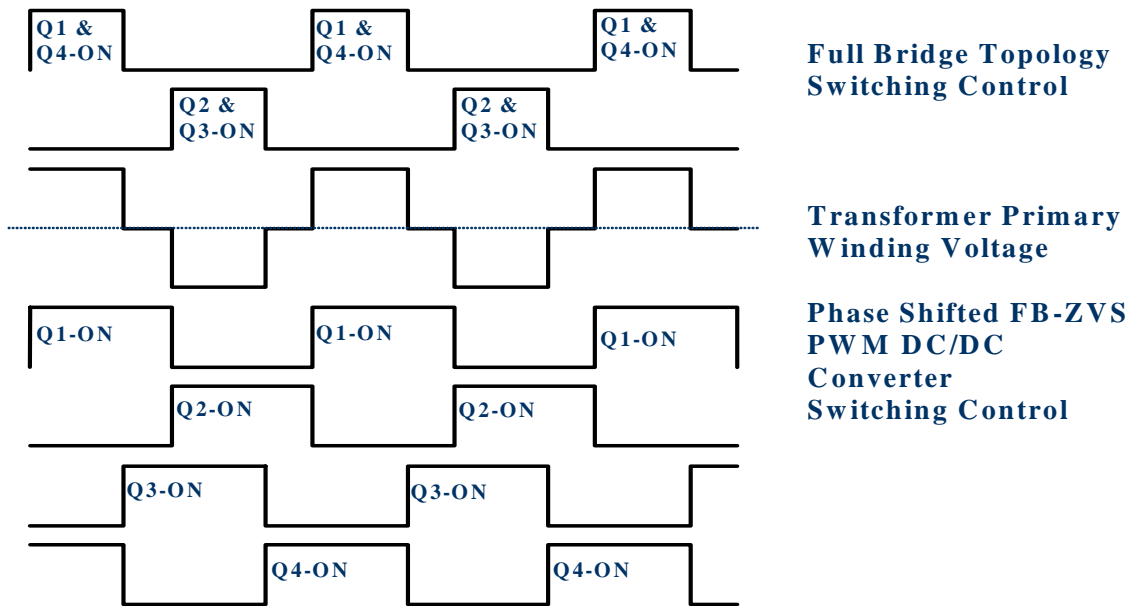 Q1 &
Q4-ON
Q1 &
Q4-ON
Q1 &
Q4-ON
Full Bridge Topology
Switching Control
Q2 &
Q3-ON
Q2 &
Q3-ON
Transformer Primary
Winding Voltage
Q1-ON
Q1-ON
Q1-ON
Phase Shifted FB-ZVS
PWM DC/DC
Converter
Switching Control
Q2-ON
Q2-ON
Q3-ON
Q3-ON
Q4-ON
Q4-ON